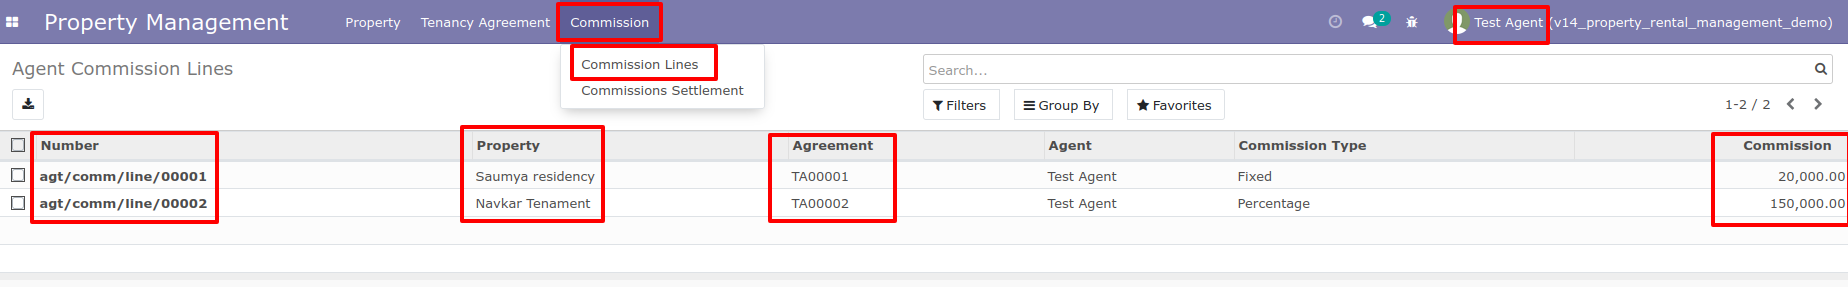 Property Management Property Tenancy Agreement Commission 2 Test Agent (v14_property_rental_management_demo)
Agent Commission Lines
Commission Lines
Commissions Settlement
Search...
Filters Group By Favorites 1-2 / 2
Number Property Agreement Agent Commission Type Commission
agt/comm/line/00001 Saumya residency TA00001 Test Agent Fixed 20,000.00
agt/comm/line/00002 Navkar Tenament TA00002 Test Agent Percentage 150,000.00